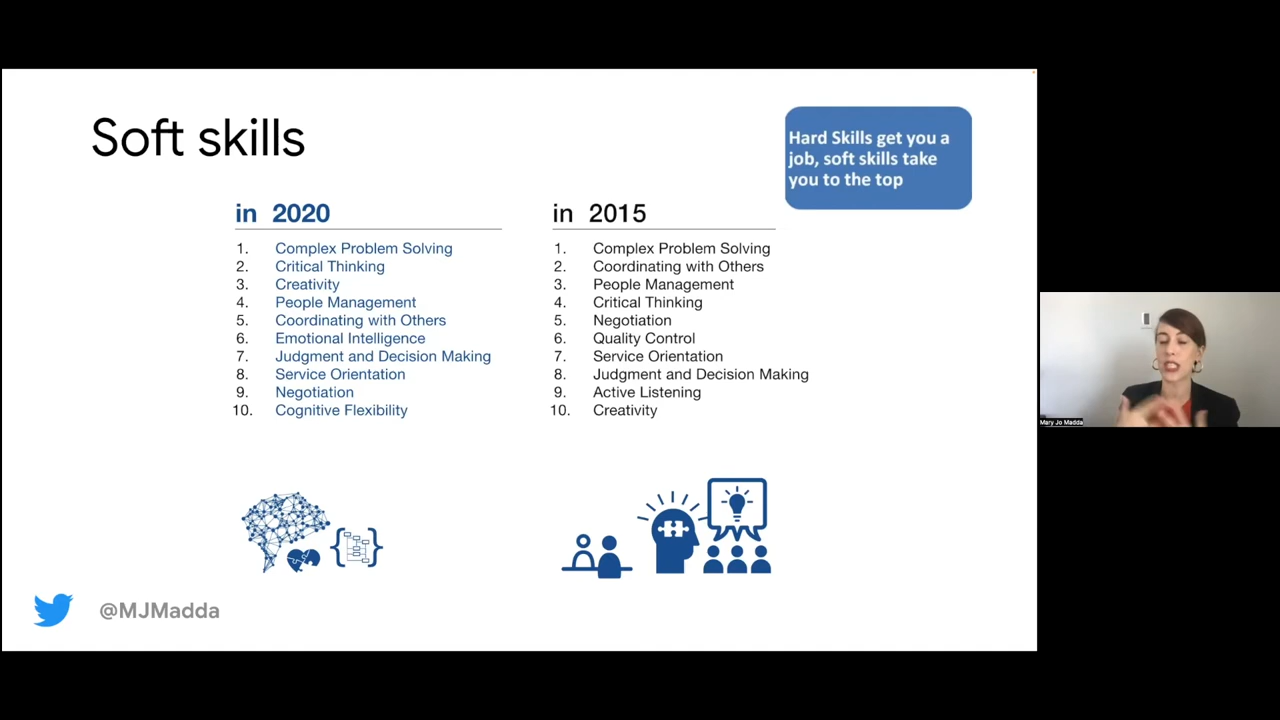 Soft skills
Hard Skills get you a
job, soft skills take
you to the top
in 2020
1. Complex Problem Solving
2. Critical Thinking
3. Creativity
4. People Management
5. Coordinating with Others
6. Emotional Intelligence
7. Judgment and Decision Making
8. Service Orientation
9. Negotiation
10. Cognitive Flexibility
in 2015
1. Complex Problem Solving
2. Coordinating with Others
3. People Management
4. Critical Thinking
5. Negotiation
6. Quality Control
7. Service Orientation
8. Judgment and Decision Making
9. Active Listening
10. Creativity
@MJMadda
Mary Jo Madda